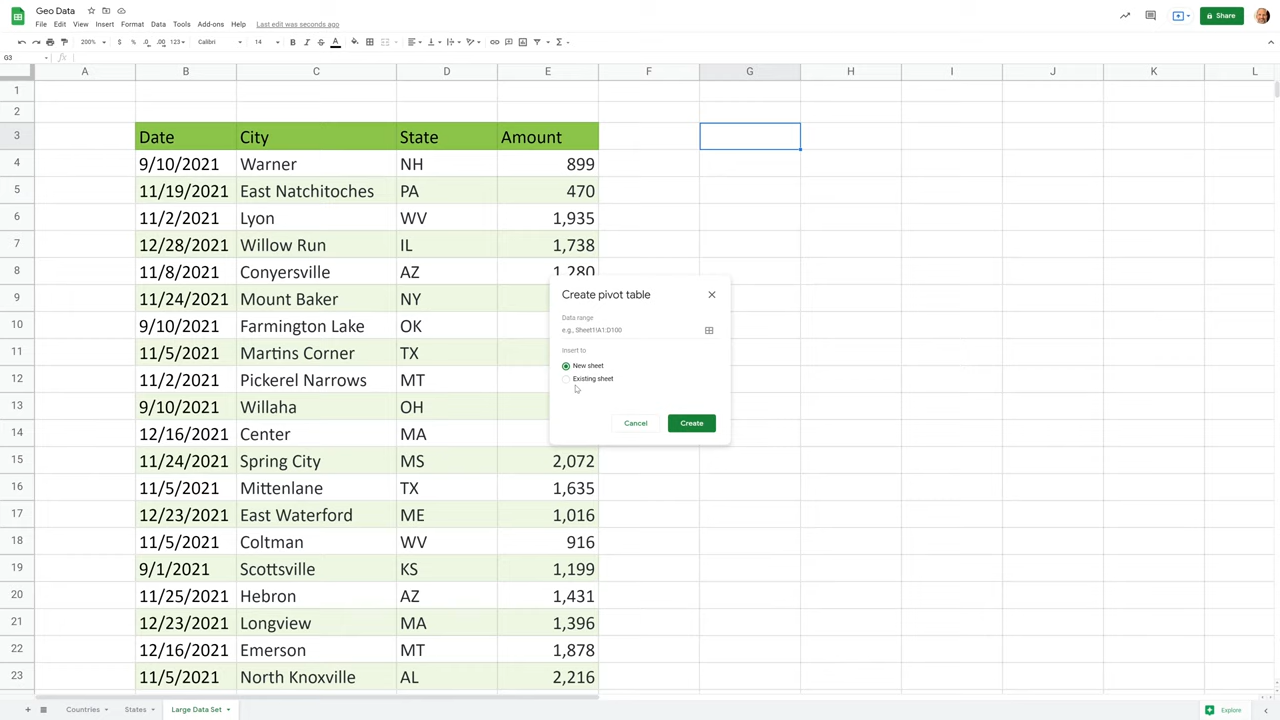 Geo Data
File Edit View Insert Format Data Tools Add-ons Help Last edit was seconds ago
Share
200% $ % .0 .00 123 Calibri 14 B I S A
G3 fx
A B C D E F G H I J K L
1
2
3 Date City State Amount
4 9/10/2021 Warner NH 899
5 11/19/2021 East Natchitoches PA 470
6 11/2/2021 Lyon WV 1,935
7 12/28/2021 Willow Run IL 1,738
8 11/8/2021 Conyersville AZ 1,280
9 11/24/2021 Mount Baker NY
10 9/10/2021 Farmington Lake OK
11 11/5/2021 Martins Corner TX
12 11/2/2021 Pickerel Narrows MT
13 9/10/2021 Willaha OH
12/16/2021 Center MA
15 11/24/2021 Spring City MS 2,072
16 11/5/2021 Mittenlane TX 1,635
17 12/23/2021 East Waterford ME 1,016
18 11/5/2021 Coltman WV 916
19 9/1/2021 Scottsville KS 1,199
20 11/25/2021 Hebron AZ 1,431
21 12/23/2021 Longview MA 1,396
22 12/16/2021 Emerson MT 1,878
23 11/5/2021 North Knoxville AL 2,216
Create pivot table
Data range
e.g., Sheet1!A1:D100
Insert to
New sheet
Existing sheet
Cancel Create
Countries States Large Data Set
Explore